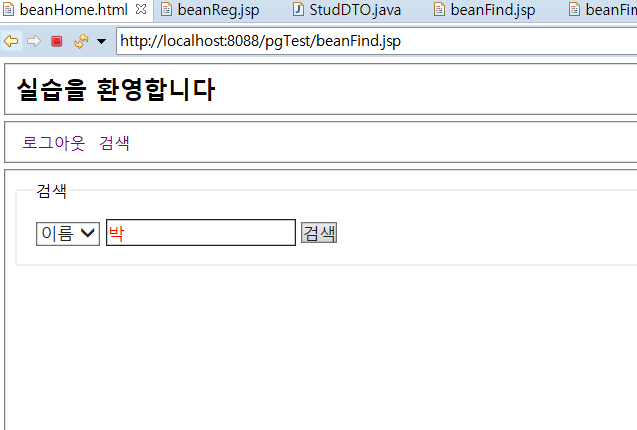 beanHome.html beanReg.jsp StudDTO.java beanFind.jsp beanFin
http://localhost:8088/pgTest/beanFind.jsp
실습을 환영합니다
로그아웃 검색
검색
이름 박 검색